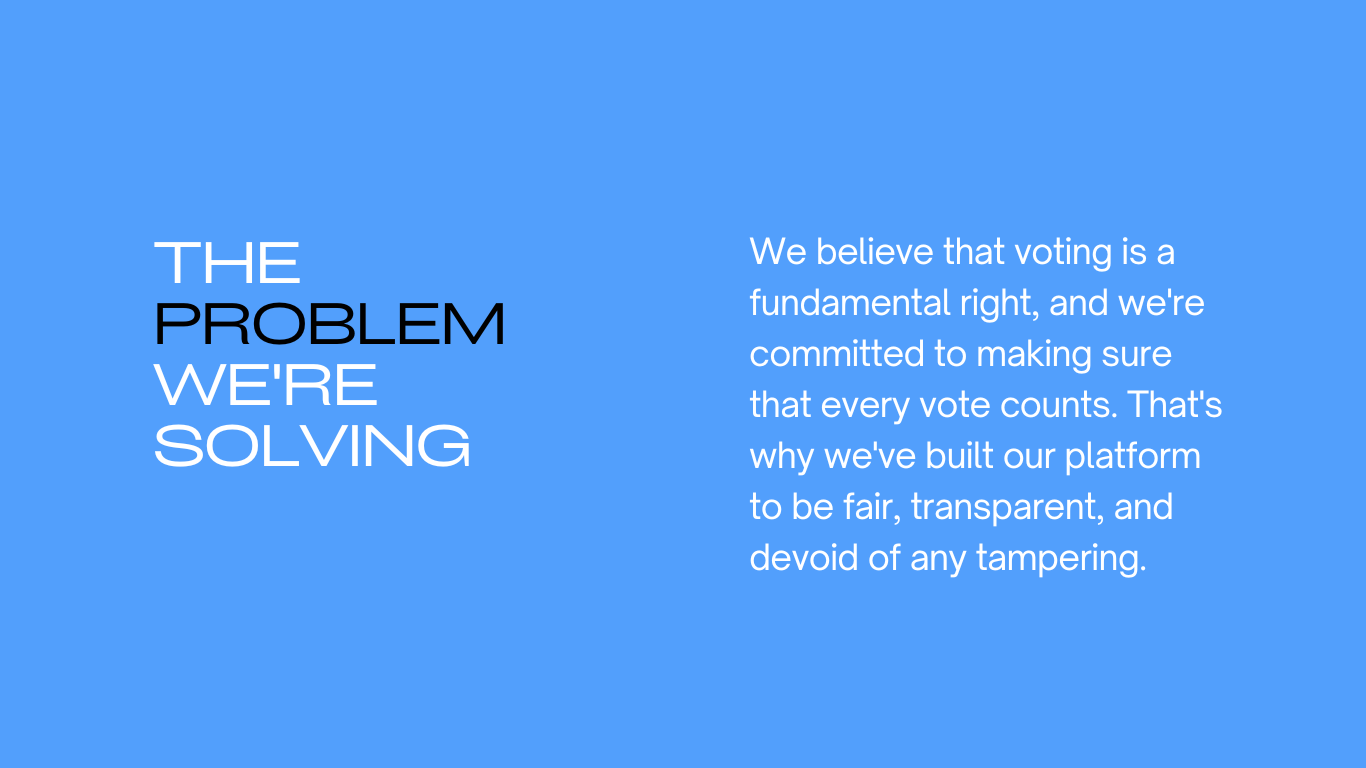 THE
PROBLEM
WE'RE
SOLVING
We believe that voting is a
fundamental right, and we're
committed to making sure
that every vote counts. That's
why we've built our platform
to be fair, transparent, and
devoid of any tampering.